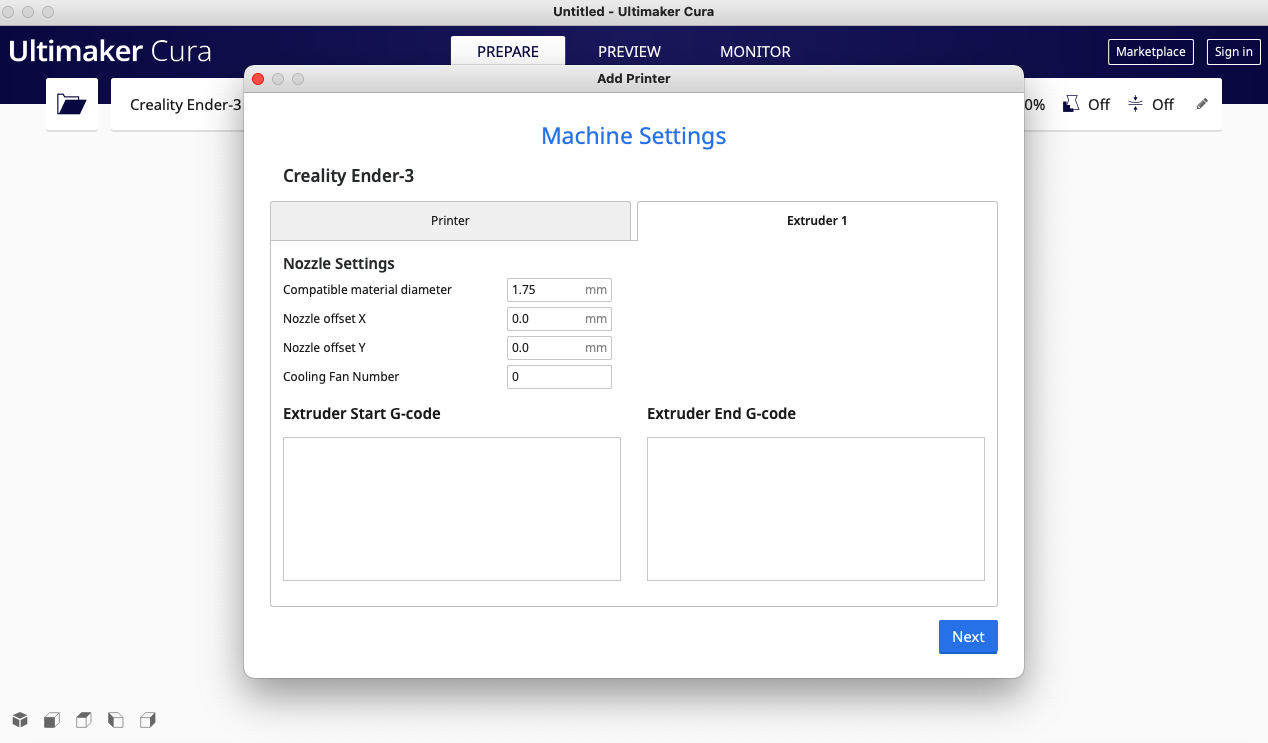 Untitled - Ultimaker Cura
Ultimaker Cura
PREPARE
PREVIEW
MONITOR
Marketplace
Sign in
Add Printer
Creality Ender-3
0%
Off
Off
Machine Settings
Creality Ender-3
Printer
Extruder 1
Nozzle Settings
Compatible material diameter
1.75 mm
Nozzle offset X
0.0 mm
Nozzle offset Y
0.0 mm
Cooling Fan Number
0
Extruder Start G-code
Extruder End G-code
Next